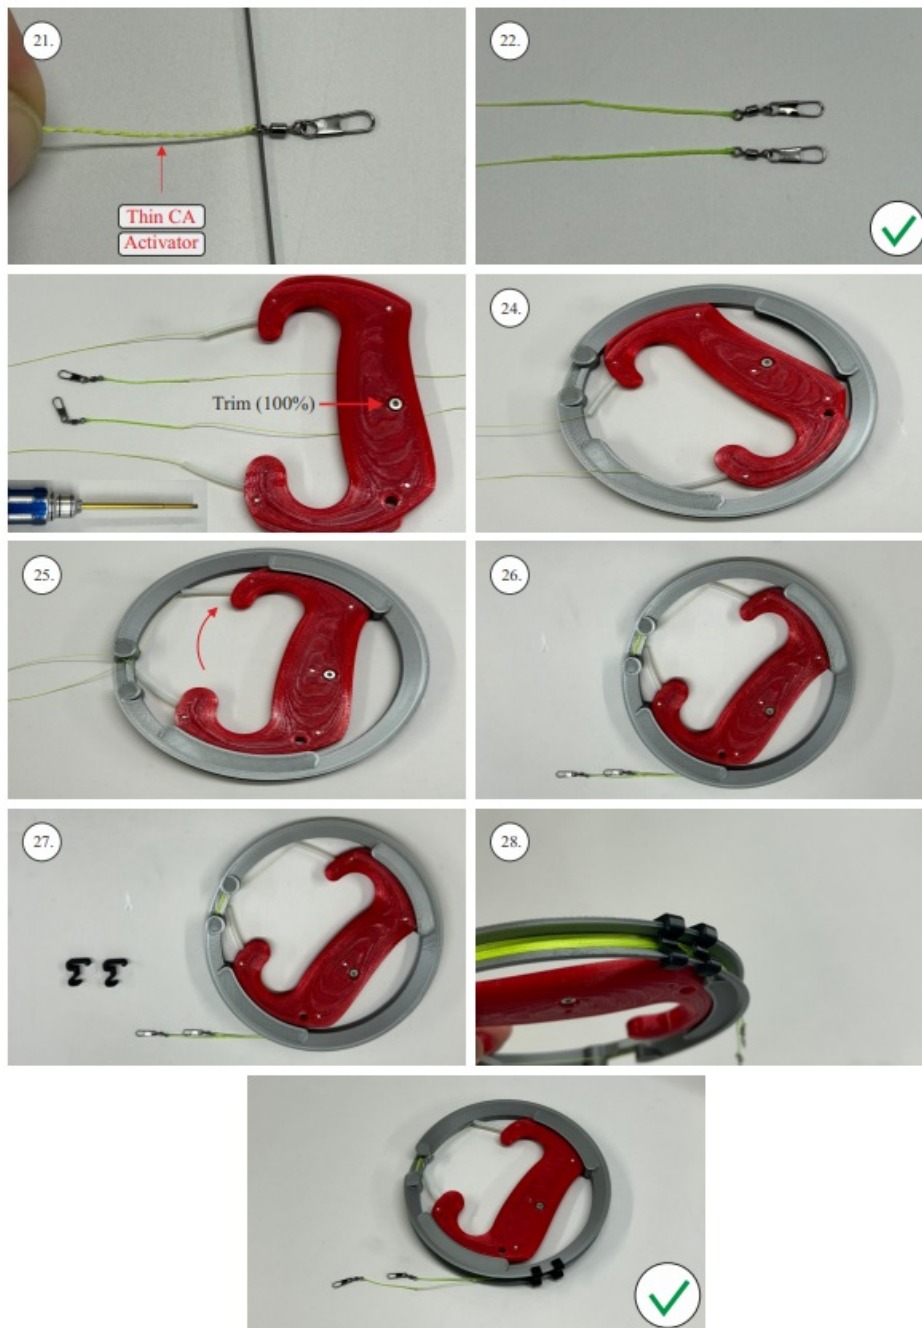 21.
Thin CA
Activator
22.
Trim (100%)
24.
25.
26.
27.
28.